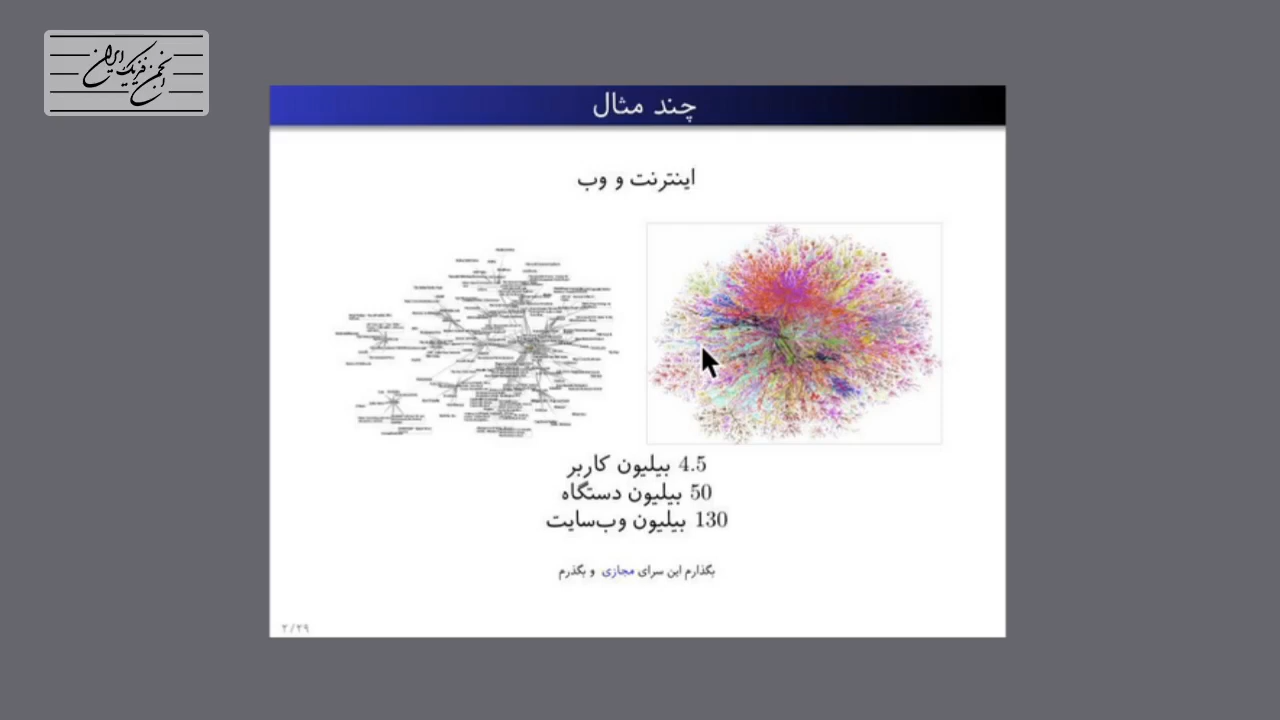 انجمن فیزیک ایران
چند مثال
اینترنت و وب
4.5 بیلیون کاربر
50 بیلیون دستگاه
130 بیلیون وب‌سایت
بگذارم این سرای مجازی و بگذرم
۲/۲۹